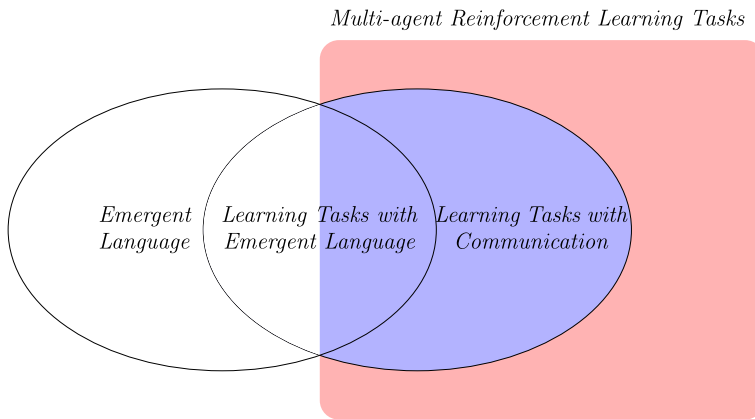 Multi-agent Reinforcement Learning Tasks
Emergent
Language
Learning Tasks with
Emergent Language
Learning Tasks with
Communication